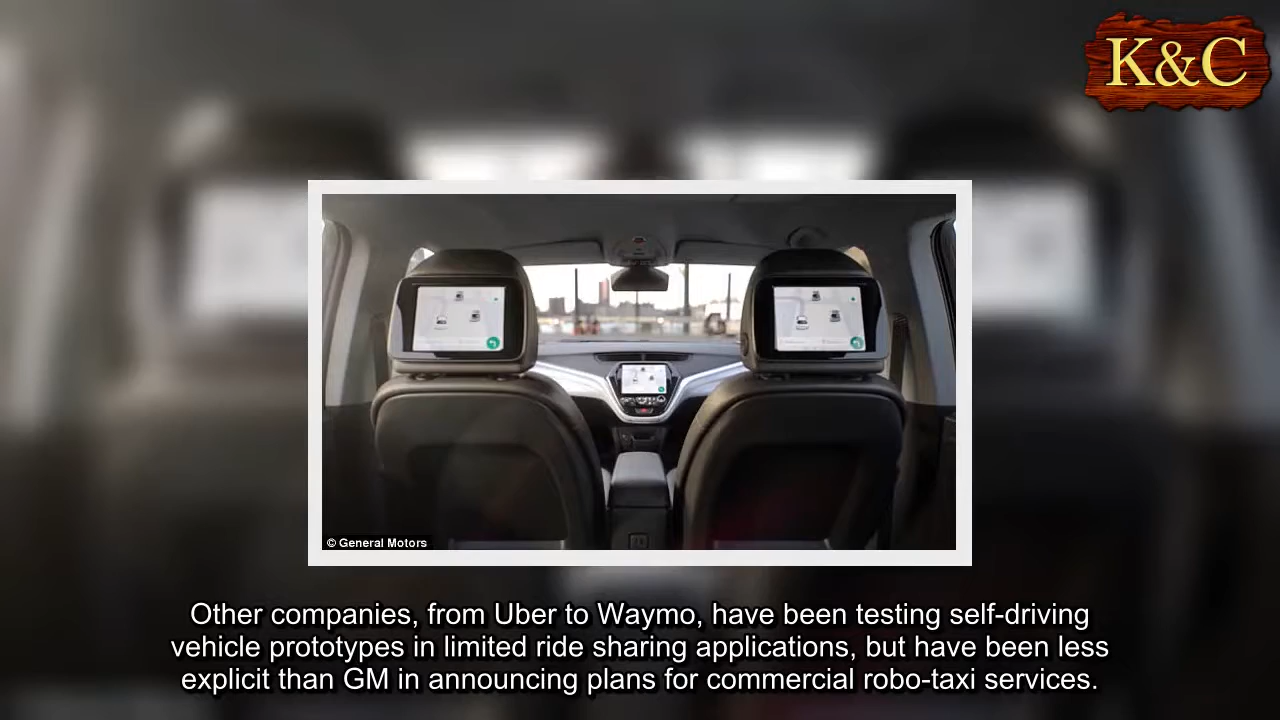 K&C
© General Motors
Other companies, from Uber to Waymo, have been testing self-driving
vehicle prototypes in limited ride sharing applications, but have been less
explicit than GM in announcing plans for commercial robo-taxi services.